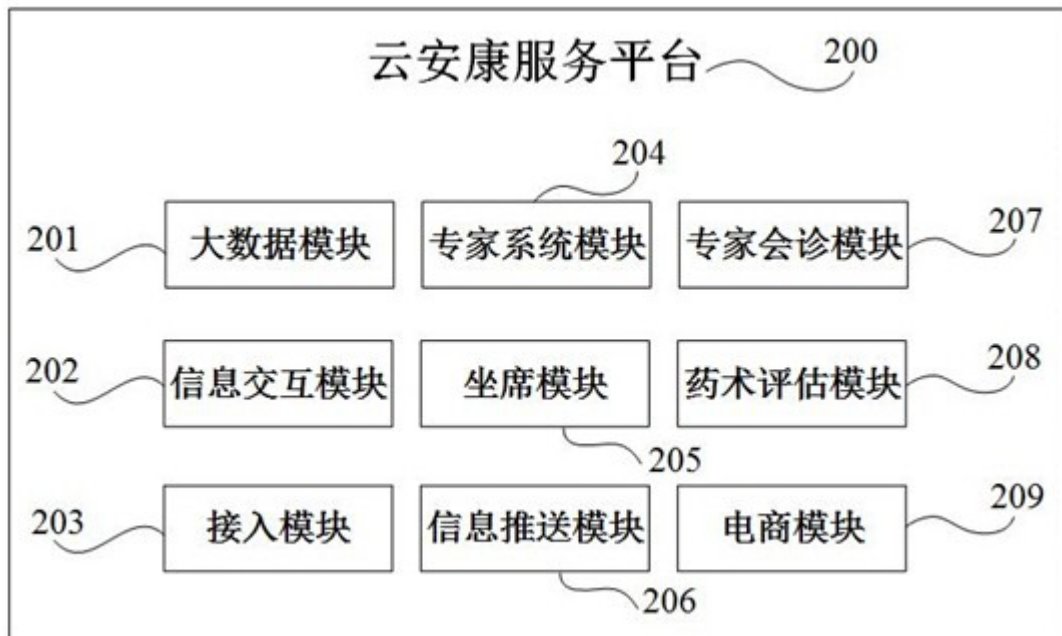 云安康服务平台 200
204
201 大数据模块 专家系统模块 专家会诊模块 207
202 信息交互模块 坐席模块 药术评估模块 208
205
203 接入模块 信息推送模块 电商模块 209
206